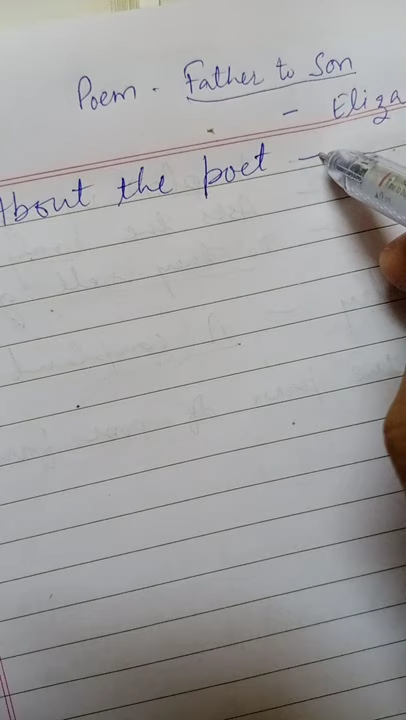 Poem - Father to Son
- Eliza
About the poet -